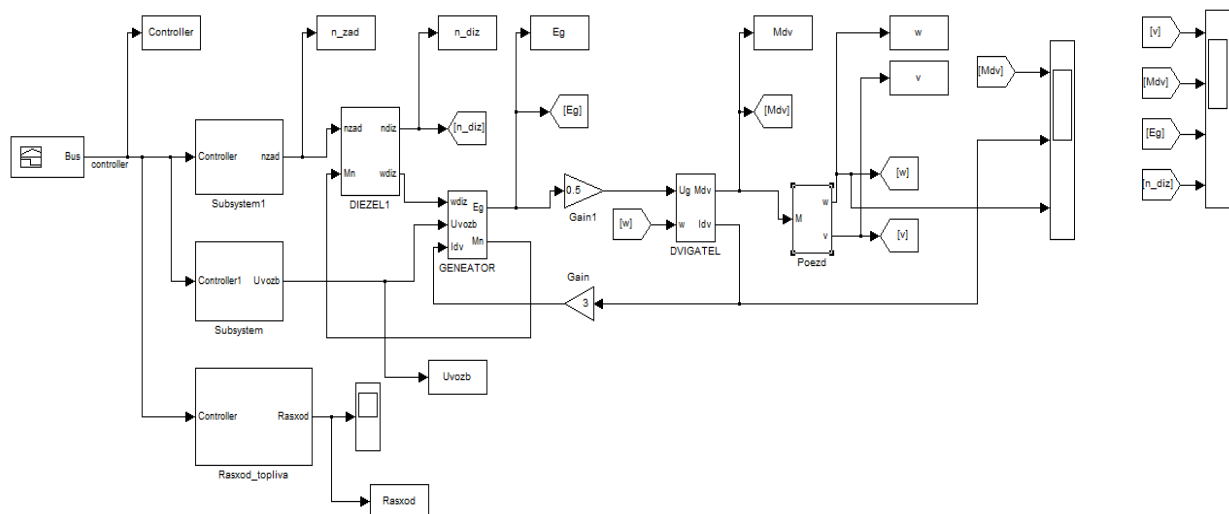 Controller
n_zad
n_diz
Eg
Mdv
w
v
[v]
[Mdv]
[Mdv]
[Eg]
[n_diz]
[Eg]
[Mdv]
[n_diz]
Bus
controller
Controller
nzad
Subsystem1
nzad
ndiz
Mn
wdiz
DIEZEL1
wdiz
Eg
Uvozb
Idv
Mn
GENEATOR
0.5
Gain1
[w]
Ug
Mdv
w
Idv
DVIGATEL
M
w
v
Poezd
[w]
[v]
Controller1
Uvozb
Subsystem
Gain
3
Uvozb
Controller
Rasxod
Rasxod_topliva
Rasxod